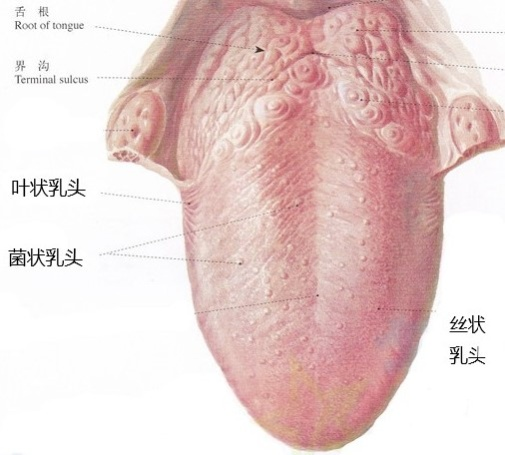 舌 根
Root of tongue
界 沟
Terminal sulcus
叶状乳头
菌状乳头
丝状
乳头